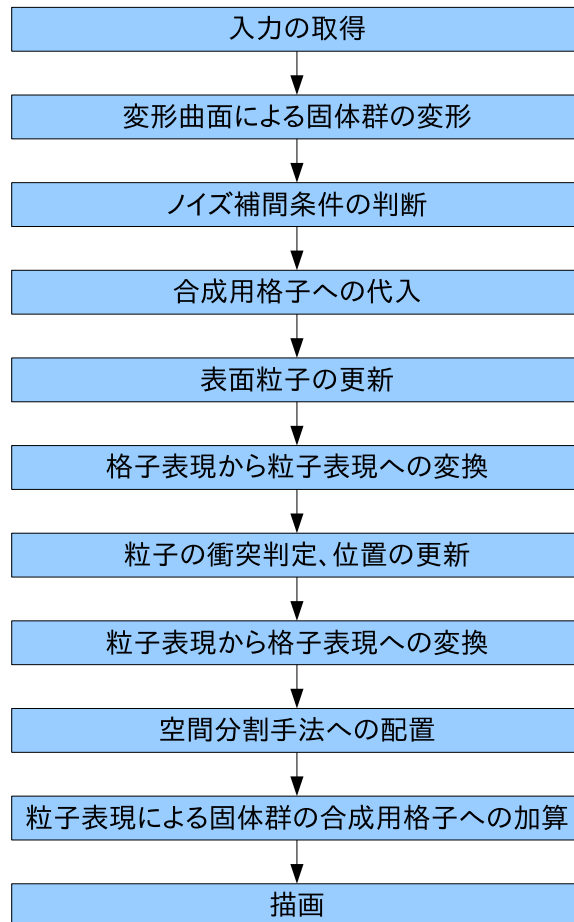 入力の取得
変形曲面による固体群の変形
ノイズ補間条件の判断
合成用格子への代入
表面粒子の更新
格子表現から粒子表現への変換
粒子の衝突判定、位置の更新
粒子表現から格子表現への変換
空間分割手法への配置
粒子表現による固体群の合成用格子への加算
描画